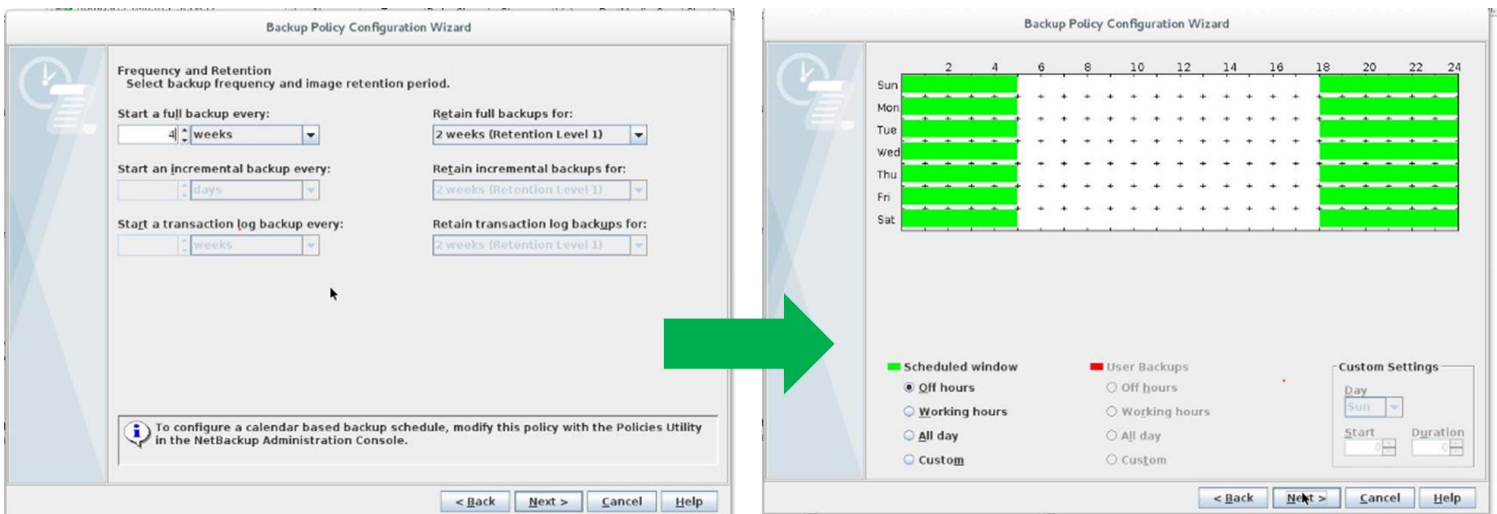 Backup Policy Configuration Wizard
Frequency and Retention
Select backup frequency and image retention period.
Start a full backup every:
Retain full backups for:
4 weeks
2 weeks (Retention Level 1)
Start an incremental backup every:
Retain incremental backups for:
days
2 weeks (Retention Level 1)
Start a transaction log backup every:
Retain transaction log backups for:
weeks
2 weeks (Retention Level 1)
To configure a calendar based backup schedule, modify this policy with the Policies Utility
in the NetBackup Administration Console.
< Back Next > Cancel Help
Backup Policy Configuration Wizard
2 4 6 8 10 12 14 16 18 20 22 24
Sun
Mon
Tue
Wed
Thu
Fri
Sat
Scheduled window
Off hours
Working hours
All day
Custom
User Backups
Off hours
Working hours
All day
Custom
Custom Settings
Day
Sun
Start Duration
0 0
< Back Next > Cancel Help